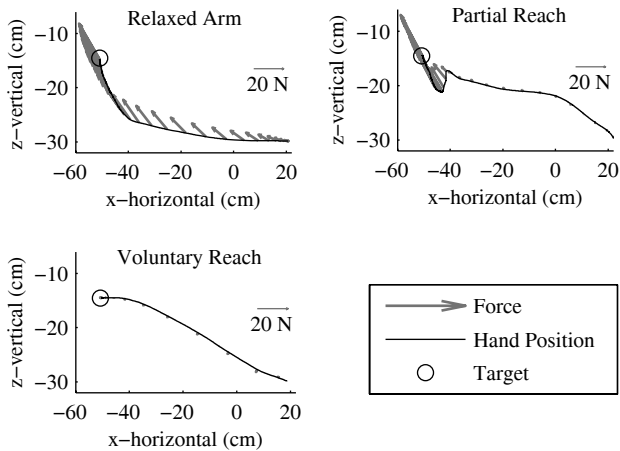 Relaxed Arm
−10
−20
−30
z−vertical (cm)
20 N
−60 −40 −20 0 20
x−horizontal (cm)
Partial Reach
−10
−20
−30
z−vertical (cm)
20 N
−60 −40 −20 0 20
x−horizontal (cm)
Voluntary Reach
−10
−20
−30
z−vertical (cm)
20 N
−60 −40 −20 0 20
x−horizontal (cm)
Force
Hand Position
Target